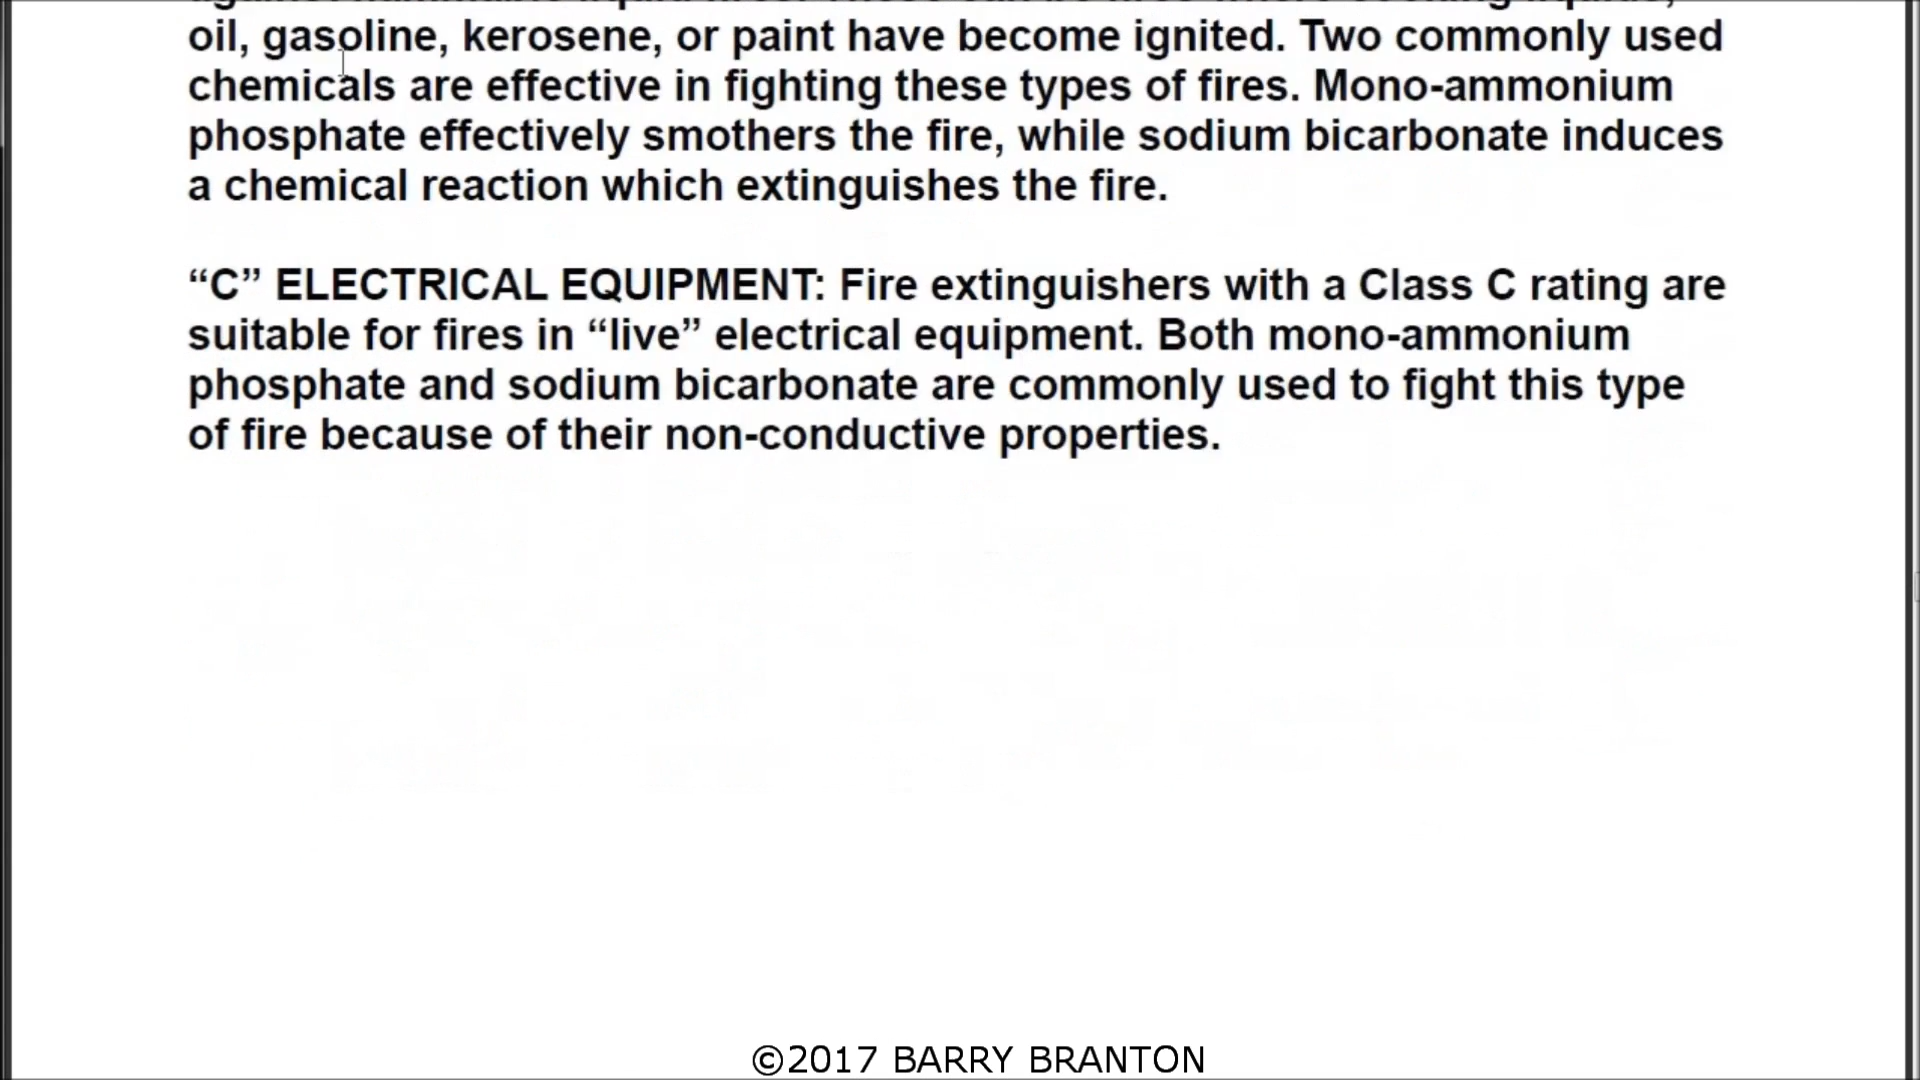 oil, gasoline, kerosene, or paint have become ignited. Two commonly used
chemicals are effective in fighting these types of fires. Mono-ammonium
phosphate effectively smothers the fire, while sodium bicarbonate induces
a chemical reaction which extinguishes the fire.
“C” ELECTRICAL EQUIPMENT: Fire extinguishers with a Class C rating are
suitable for fires in “live” electrical equipment. Both mono-ammonium
phosphate and sodium bicarbonate are commonly used to fight this type
of fire because of their non-conductive properties.
©2017 BARRY BRANTON